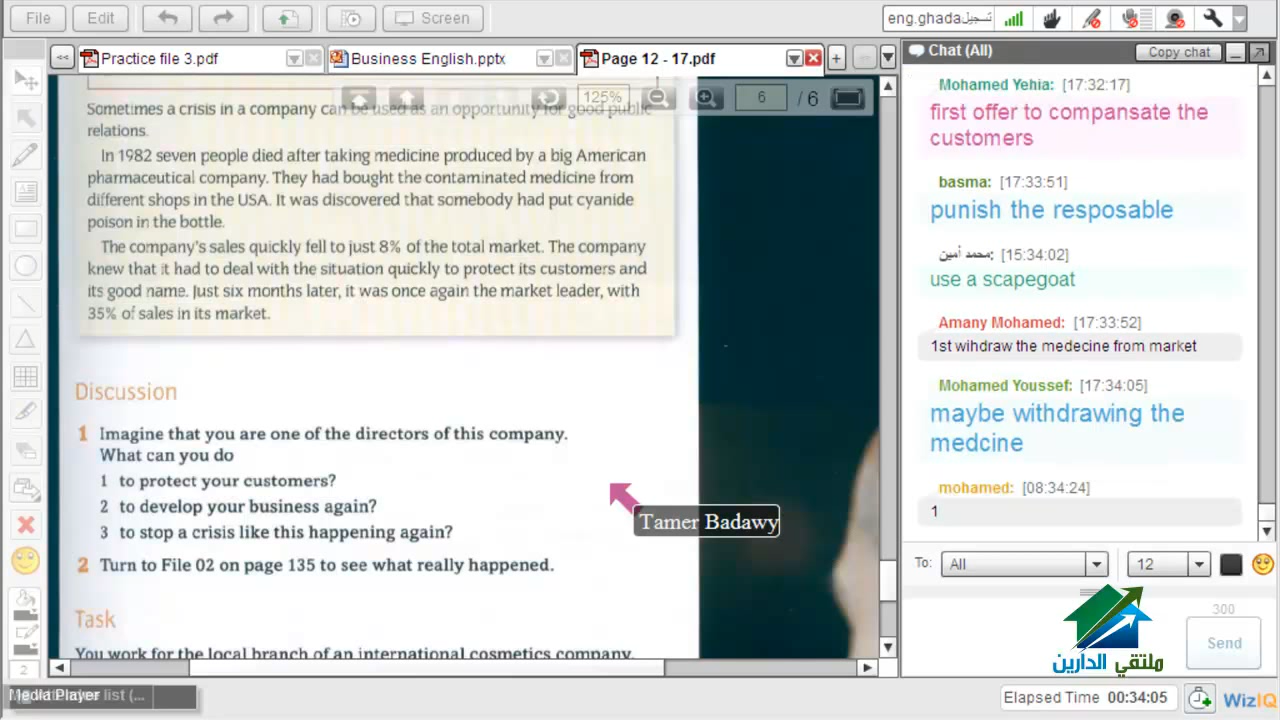 File
Edit
Screen
eng.ghada تسجيل
<<
Practice file 3.pdf
Business English.pptx
Page 12 - 17.pdf
Chat (All)
Copy chat
125%
6
/ 6
Sometimes a crisis in a company can be used as an opportunity for good public
relations.
In 1982 seven people died after taking medicine produced by a big American
pharmaceutical company. They had bought the contaminated medicine from
different shops in the USA. It was discovered that somebody had put cyanide
poison in the bottle.
The company's sales quickly fell to just 8% of the total market. The company
knew that it had to deal with the situation quickly to protect its customers and
its good name. Just six months later, it was once again the market leader, with
35% of sales in its market.
Discussion
1 Imagine that you are one of the directors of this company.
What can you do
1 to protect your customers?
2 to develop your business again?
3 to stop a crisis like this happening again?
2 Turn to File 02 on page 135 to see what really happened.
Task
You work for the local branch of an international cosmetics company.
Tamer Badawy
Mohamed Yehia: [17:32:17]
first offer to compansate the
customers
basma: [17:33:51]
punish the resposable
محمد أمين: [15:34:02]
use a scapegoat
Amany Mohamed: [17:33:52]
1st wihdraw the medecine from market
Mohamed Youssef: [17:34:05]
maybe withdrawing the
medcine
mohamed: [08:34:24]
1
To:
All
12
300
Send
ملتقي الدارين
2
Media Player
list (...
Elapsed Time 00:34:05
WizIQ